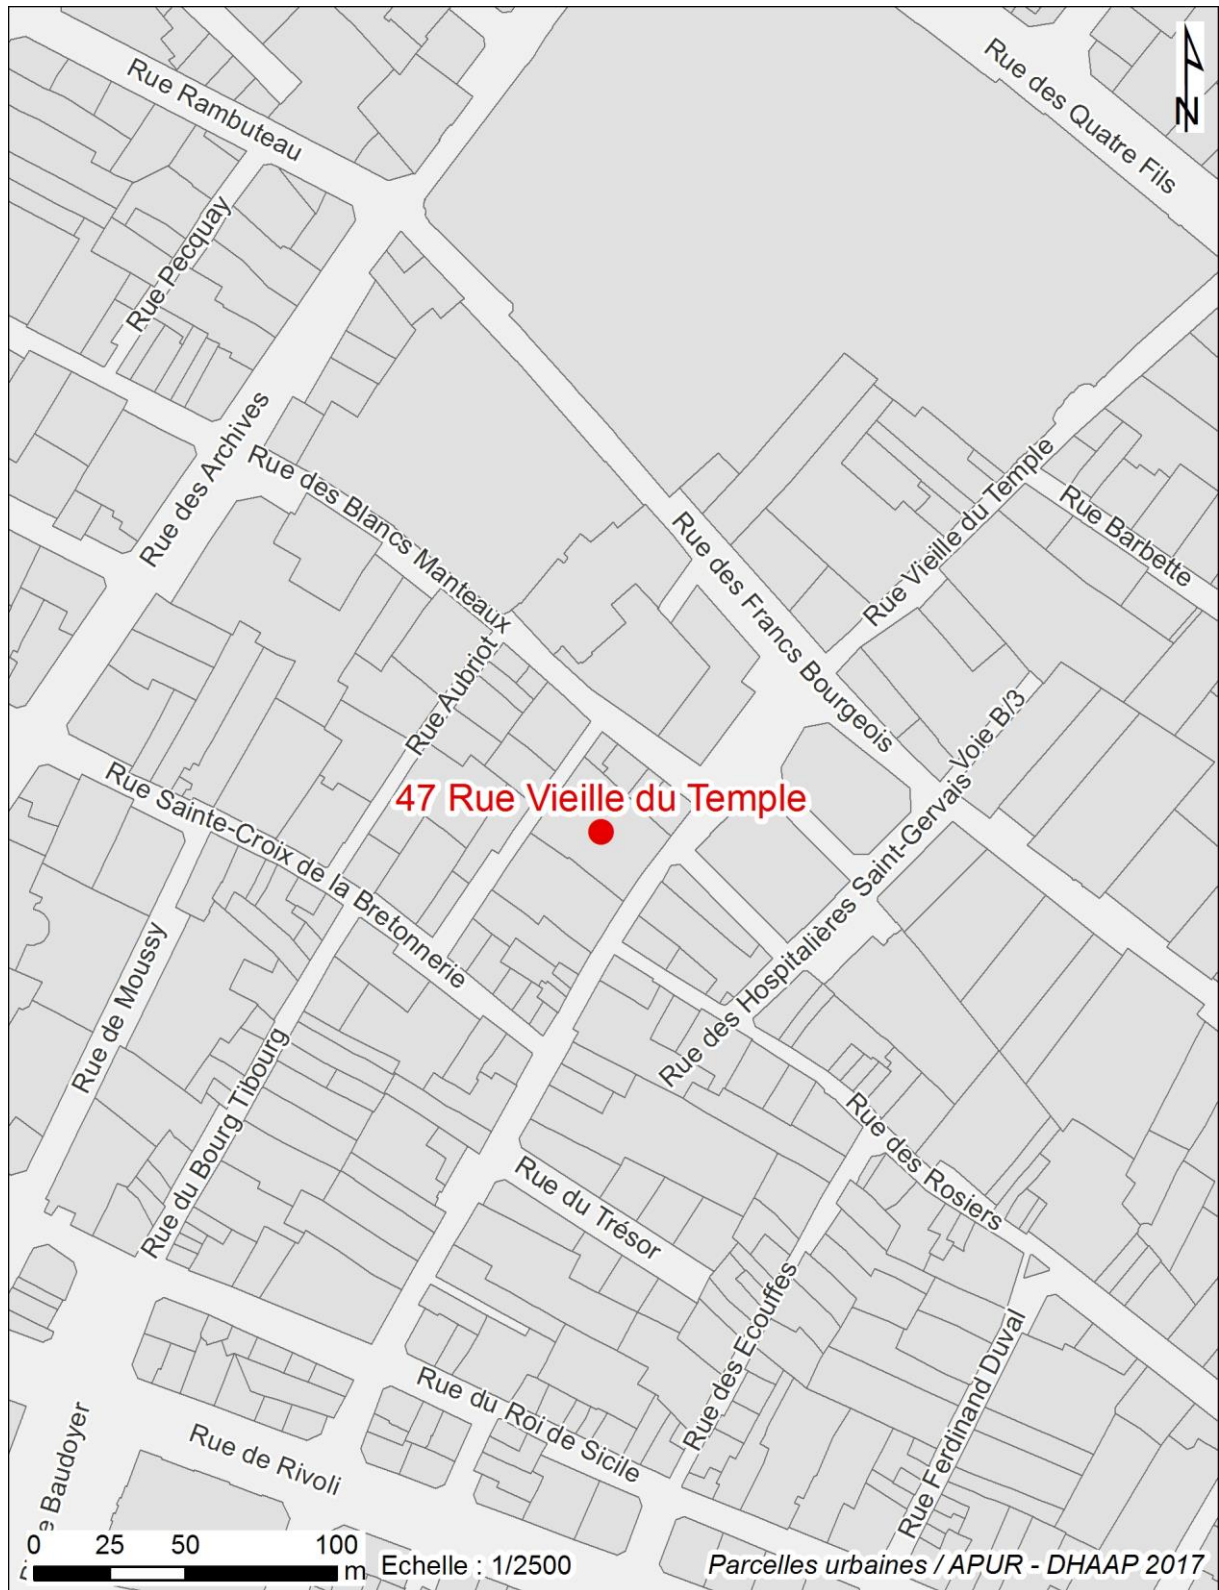 Rue Rambuteau
Rue des Quatre Fils
N
Rue Pecquay
Rue des Archives
Rue des Blancs Manteaux
Rue Vieille du Temple
Rue Barbette
Rue des Francs Bourgeois
Rue Aubriot
Rue des Hospitalières Saint-Gervais
Voie B/3
47 Rue Vieille du Temple
Rue Sainte-Croix de la Bretonnerie
Rue de Moussy
Rue du Bourg Tibourg
Rue des Rosiers
Rue du Trésor
Rue des Ecouffes
Rue Ferdinand Duval
Rue du Roi de Sicile
Rue de Rivoli
Baudoyer
0 25 50 100
m
Echelle : 1/2500
Parcelles urbaines / APUR - DHAAP 2017